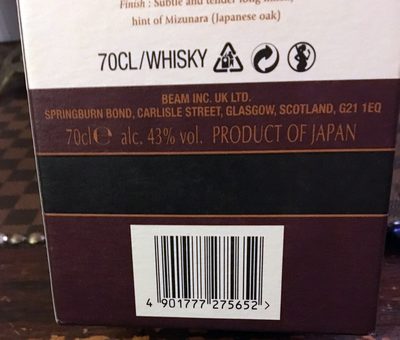 Finish : Subtle and tender long finish,
hint of Mizunara (Japanese oak)
70CL/WHISKY
BEAM INC. UK LTD.
SPRINGBURN BOND, CARLISLE STREET, GLASGOW, SCOTLAND, G21 1EQ
70cl℮ alc. 43% vol. PRODUCT OF JAPAN
4 901777 275652 >